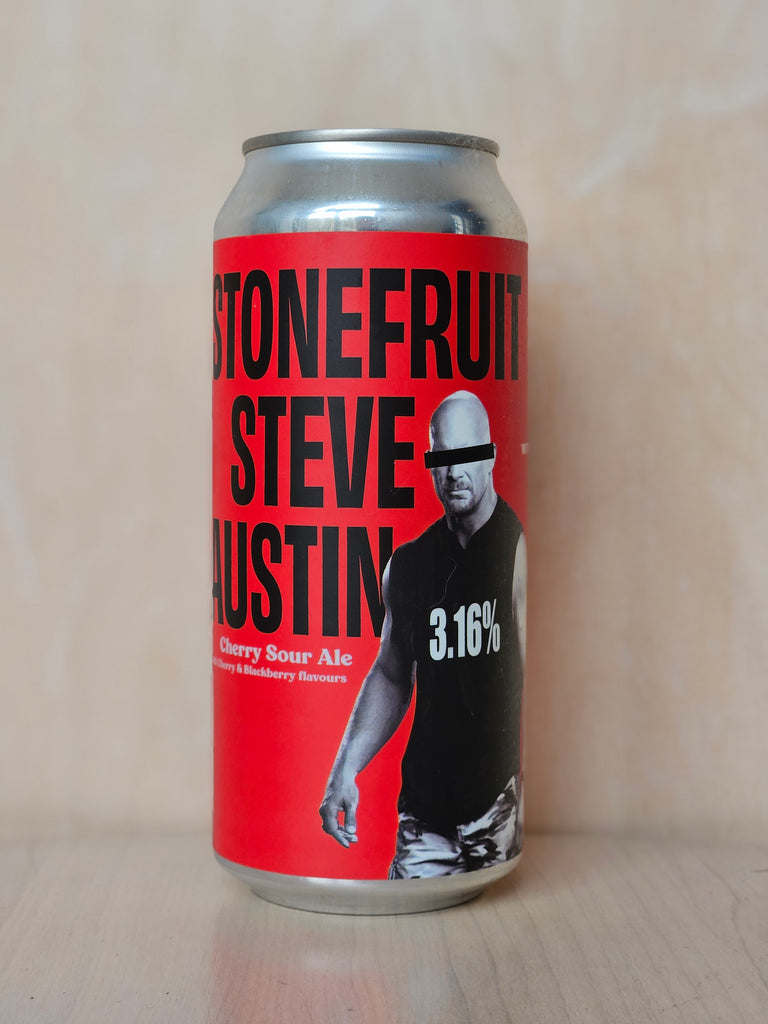 STONEFRUIT
STEVE
AUSTIN
3.16%
Cherry Sour Ale
Cherry & Blackberry flavours